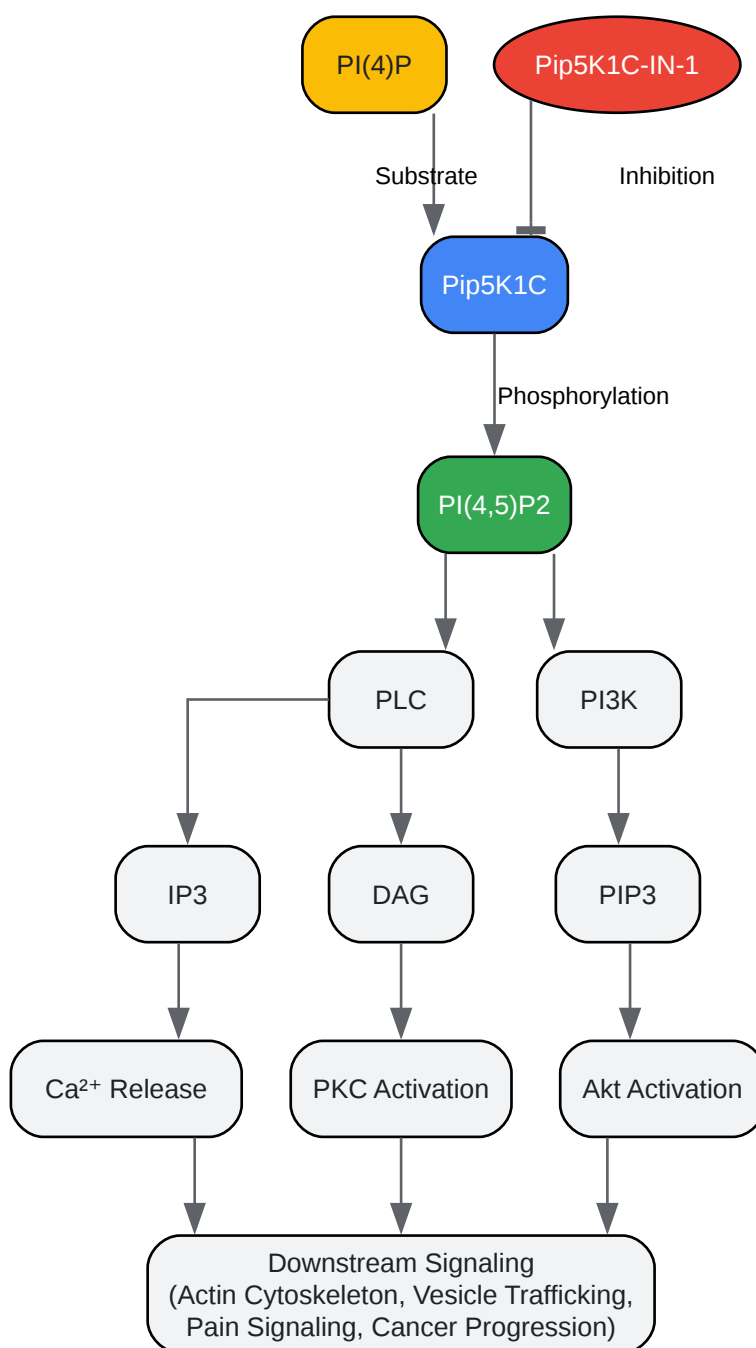 PI(4)P
Pip5K1C-IN-1
Substrate
Inhibition
Pip5K1C
Phosphorylation
PI(4,5)P2
PLC
PI3K
IP3
DAG
PIP3
Ca²⁺ Release
PKC Activation
Akt Activation
Downstream Signaling
(Actin Cytoskeleton, Vesicle Trafficking,
Pain Signaling, Cancer Progression)